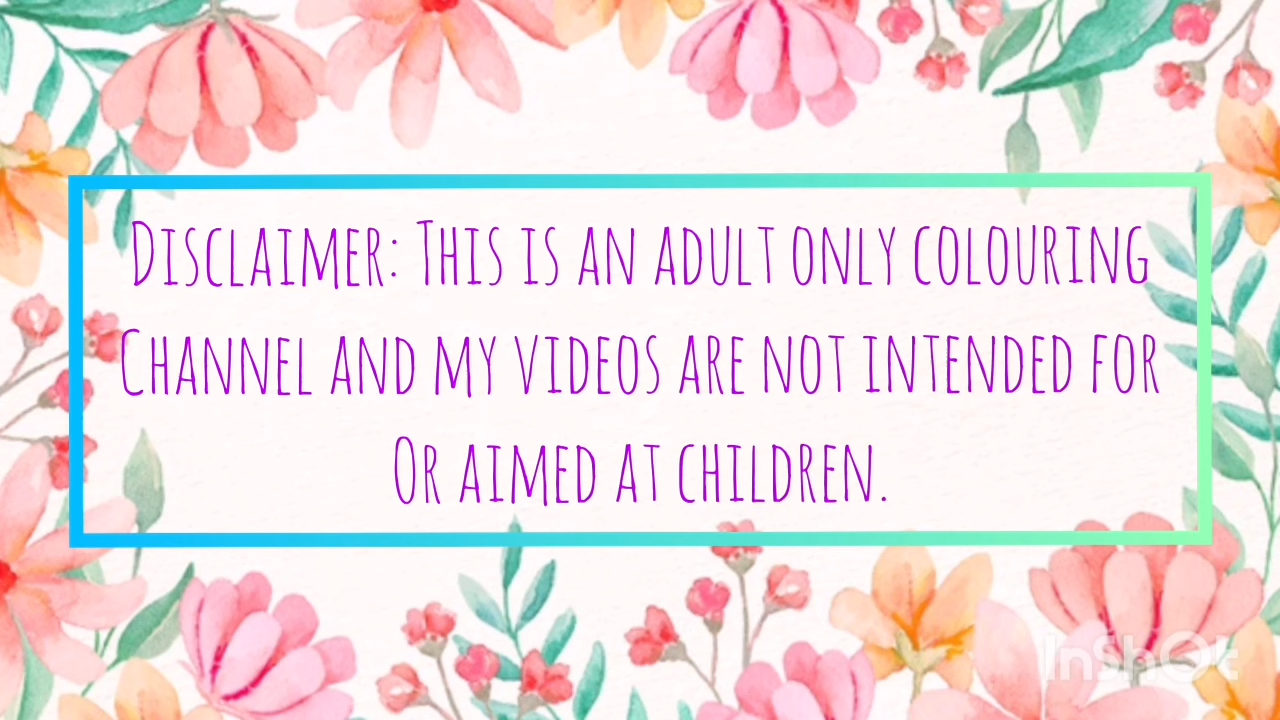 Disclaimer: This is an adult only colouring
Channel and my videos are not intended for
Or aimed at children.
InShOt